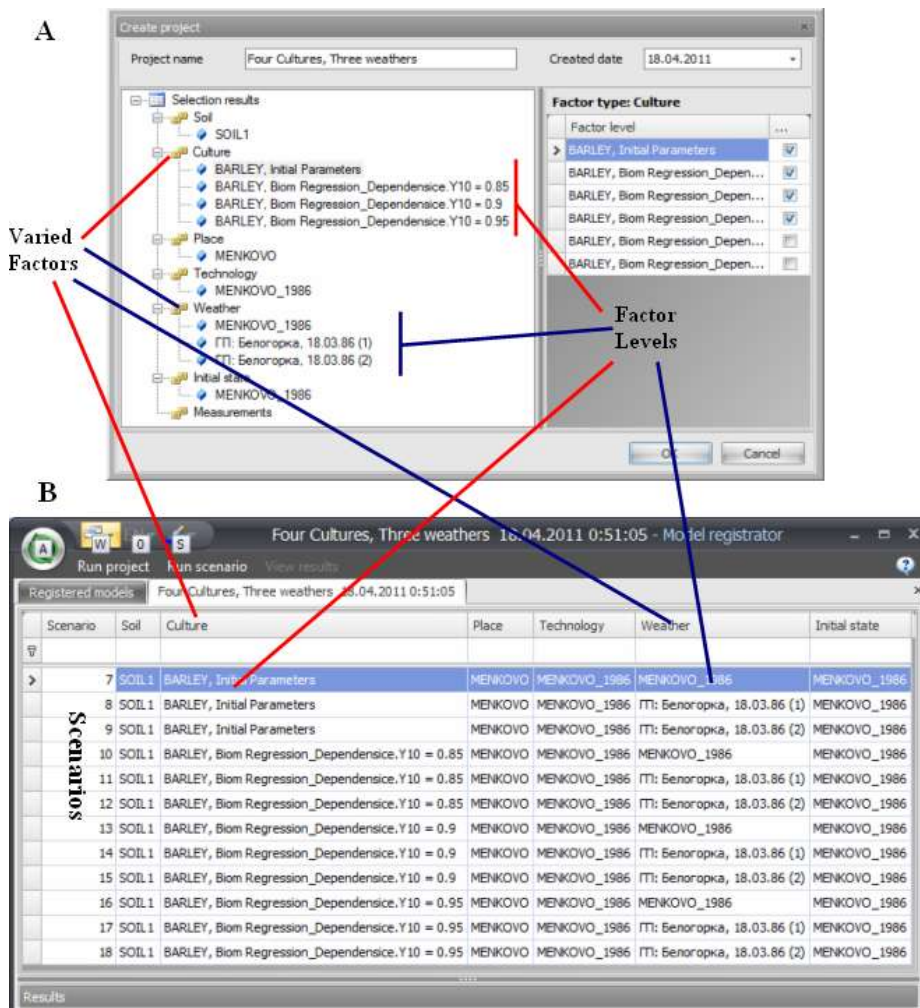 A
Create project
Project name
Four Cultures, Three weathers
Created date
18.04.2011
Selection results
Soil
SOIL1
Culture
BARLEY, Initial Parameters
BARLEY, Biom Regression_Dependensice.Y10 = 0.85
BARLEY, Biom Regression_Dependensice.Y10 = 0.9
BARLEY, Biom Regression_Dependensice.Y10 = 0.95
Place
MENKOVO
Technology
MENKOVO_1986
Weather
MENKOVO_1986
ГП: Белогорка, 18.03.86 (1)
ГП: Белогорка, 18.03.86 (2)
Initial state
MENKOVO_1986
Measurements
Factor type: Culture
Factor level ...
BARLEY, Initial Parameters
BARLEY, Biom Regression_Depen...
BARLEY, Biom Regression_Depen...
BARLEY, Biom Regression_Depen...
BARLEY, Biom Regression_Depen...
BARLEY, Biom Regression_Depen...
Varied
Factors
Factor
Levels
OK
Cancel
B
A
W
0
S
Four Cultures, Three weathers 18.04.2011 0:51:05 - Model registrator
Run project Run scenario View results
Registered models Four Cultures, Three weathers 18.04.2011 0:51:05
Scenario Soil Culture Place Technology Weather Initial state
7 SOIL1 BARLEY, Initial Parameters MENKOVO MENKOVO_1986 MENKOVO_1986 MENKOVO_1986
8 SOIL1 BARLEY, Initial Parameters MENKOVO MENKOVO_1986 ГП: Белогорка, 18.03.86 (1) MENKOVO_1986
9 SOIL1 BARLEY, Initial Parameters MENKOVO MENKOVO_1986 ГП: Белогорка, 18.03.86 (2) MENKOVO_1986
10 SOIL1 BARLEY, Biom Regression_Dependensice.Y10 = 0.85 MENKOVO MENKOVO_1986 MENKOVO_1986 MENKOVO_1986
11 SOIL1 BARLEY, Biom Regression_Dependensice.Y10 = 0.85 MENKOVO MENKOVO_1986 ГП: Белогорка, 18.03.86 (1) MENKOVO_1986
12 SOIL1 BARLEY, Biom Regression_Dependensice.Y10 = 0.85 MENKOVO MENKOVO_1986 ГП: Белогорка, 18.03.86 (2) MENKOVO_1986
13 SOIL1 BARLEY, Biom Regression_Dependensice.Y10 = 0.9 MENKOVO MENKOVO_1986 MENKOVO_1986 MENKOVO_1986
14 SOIL1 BARLEY, Biom Regression_Dependensice.Y10 = 0.9 MENKOVO MENKOVO_1986 ГП: Белогорка, 18.03.86 (1) MENKOVO_1986
15 SOIL1 BARLEY, Biom Regression_Dependensice.Y10 = 0.9 MENKOVO MENKOVO_1986 ГП: Белогорка, 18.03.86 (2) MENKOVO_1986
16 SOIL1 BARLEY, Biom Regression_Dependensice.Y10 = 0.95 MENKOVO MENKOVO_1986 MENKOVO_1986 MENKOVO_1986
17 SOIL1 BARLEY, Biom Regression_Dependensice.Y10 = 0.95 MENKOVO MENKOVO_1986 ГП: Белогорка, 18.03.86 (1) MENKOVO_1986
18 SOIL1 BARLEY, Biom Regression_Dependensice.Y10 = 0.95 MENKOVO MENKOVO_1986 ГП: Белогорка, 18.03.86 (2) MENKOVO_1986
Scenarios
Results